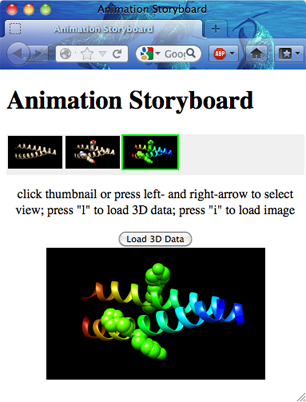 Animation Storyboard
Animation Storyboard
Goog
ABP
Animation Storyboard
click thumbnail or press left- and right-arrow to select
view; press "l" to load 3D data; press "i" to load image
Load 3D Data